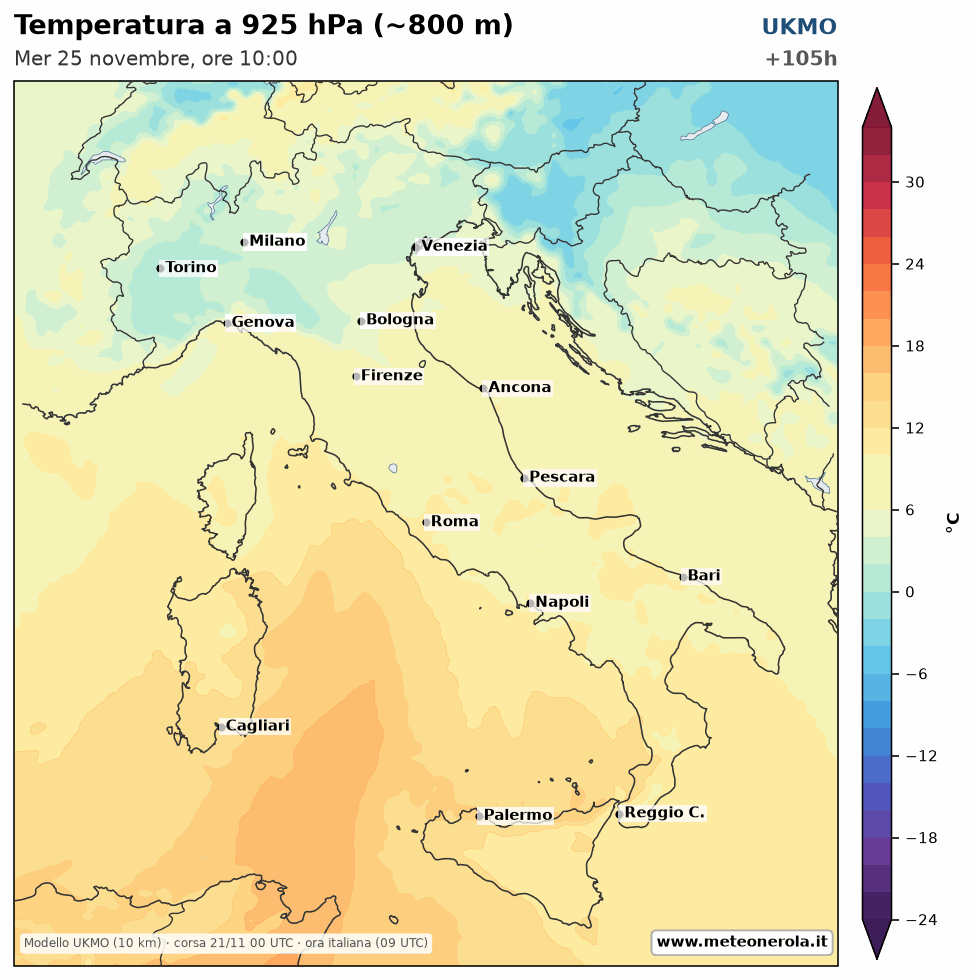 Temperatura a 925 hPa (~800 m)
UKMO
Mer 25 novembre, ore 10:00
+105h
Milano
Venezia
Torino
Genova
Bologna
Firenze
Ancona
Pescara
Roma
Bari
Napoli
Cagliari
Palermo
Reggio C.
30
24
18
12
6
0
−6
−12
−18
−24
°C
Modello UKMO (10 km) · corsa 21/11 00 UTC · ora italiana (09 UTC)
www.meteonerola.it